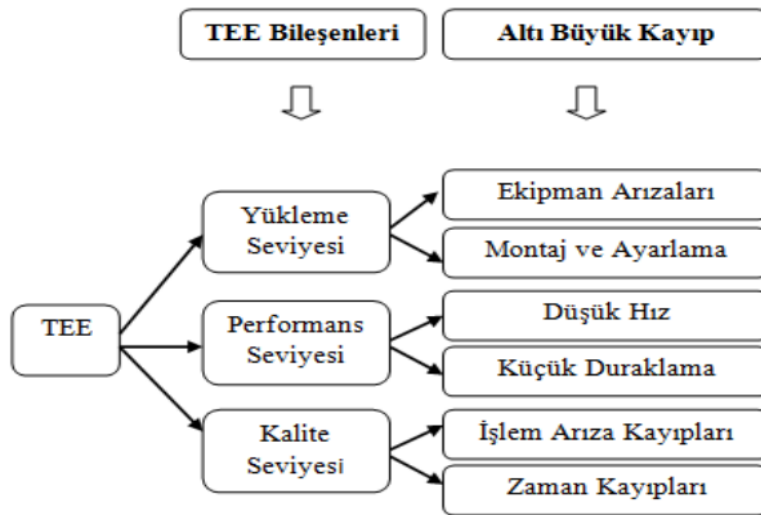 TEE Bileşenleri
Altı Büyük Kayıp
Yükleme
Seviyesi
Ekipman Arızaları
Montaj ve Ayarlama
TEE
Performans
Seviyesi
Düşük Hız
Küçük Duraklama
Kalite
Seviyesi
İşlem Arıza Kayıpları
Zaman Kayıpları